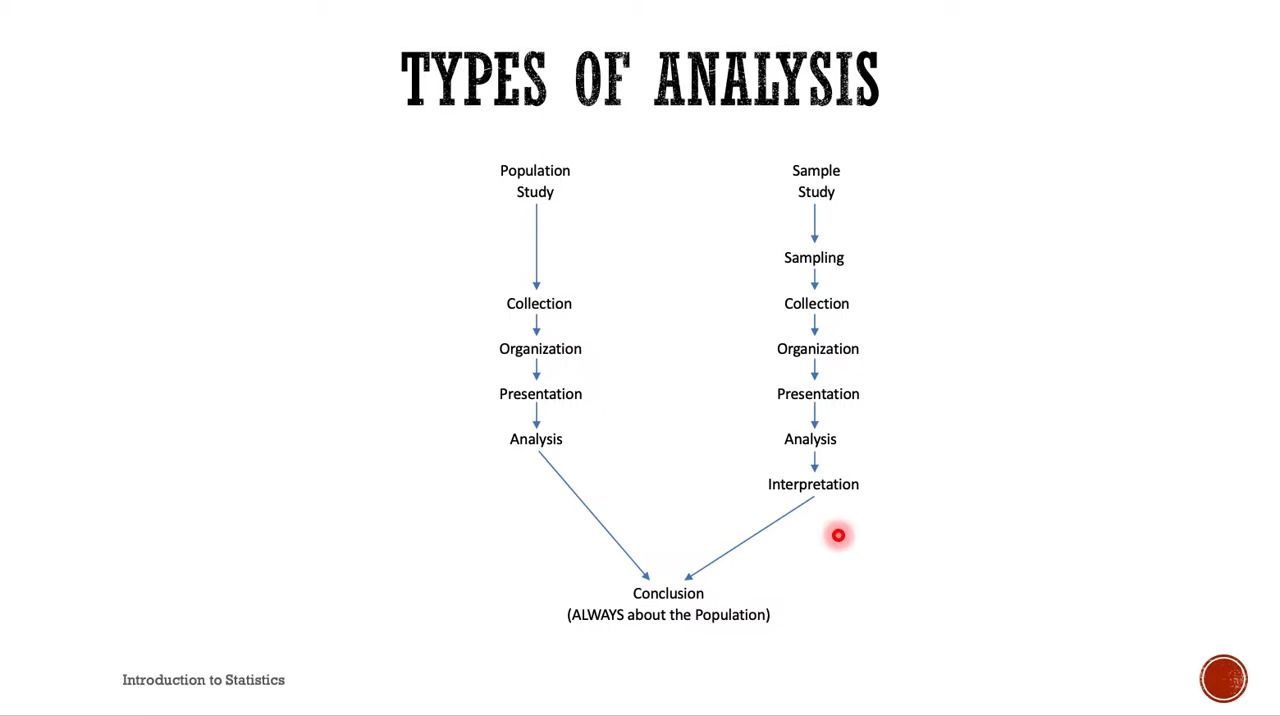 TYPES OF ANALYSIS
Population
Study
Collection
Organization
Presentation
Analysis
Sample
Study
Sampling
Collection
Organization
Presentation
Analysis
Interpretation
Conclusion
(ALWAYS about the Population)
Introduction to Statistics